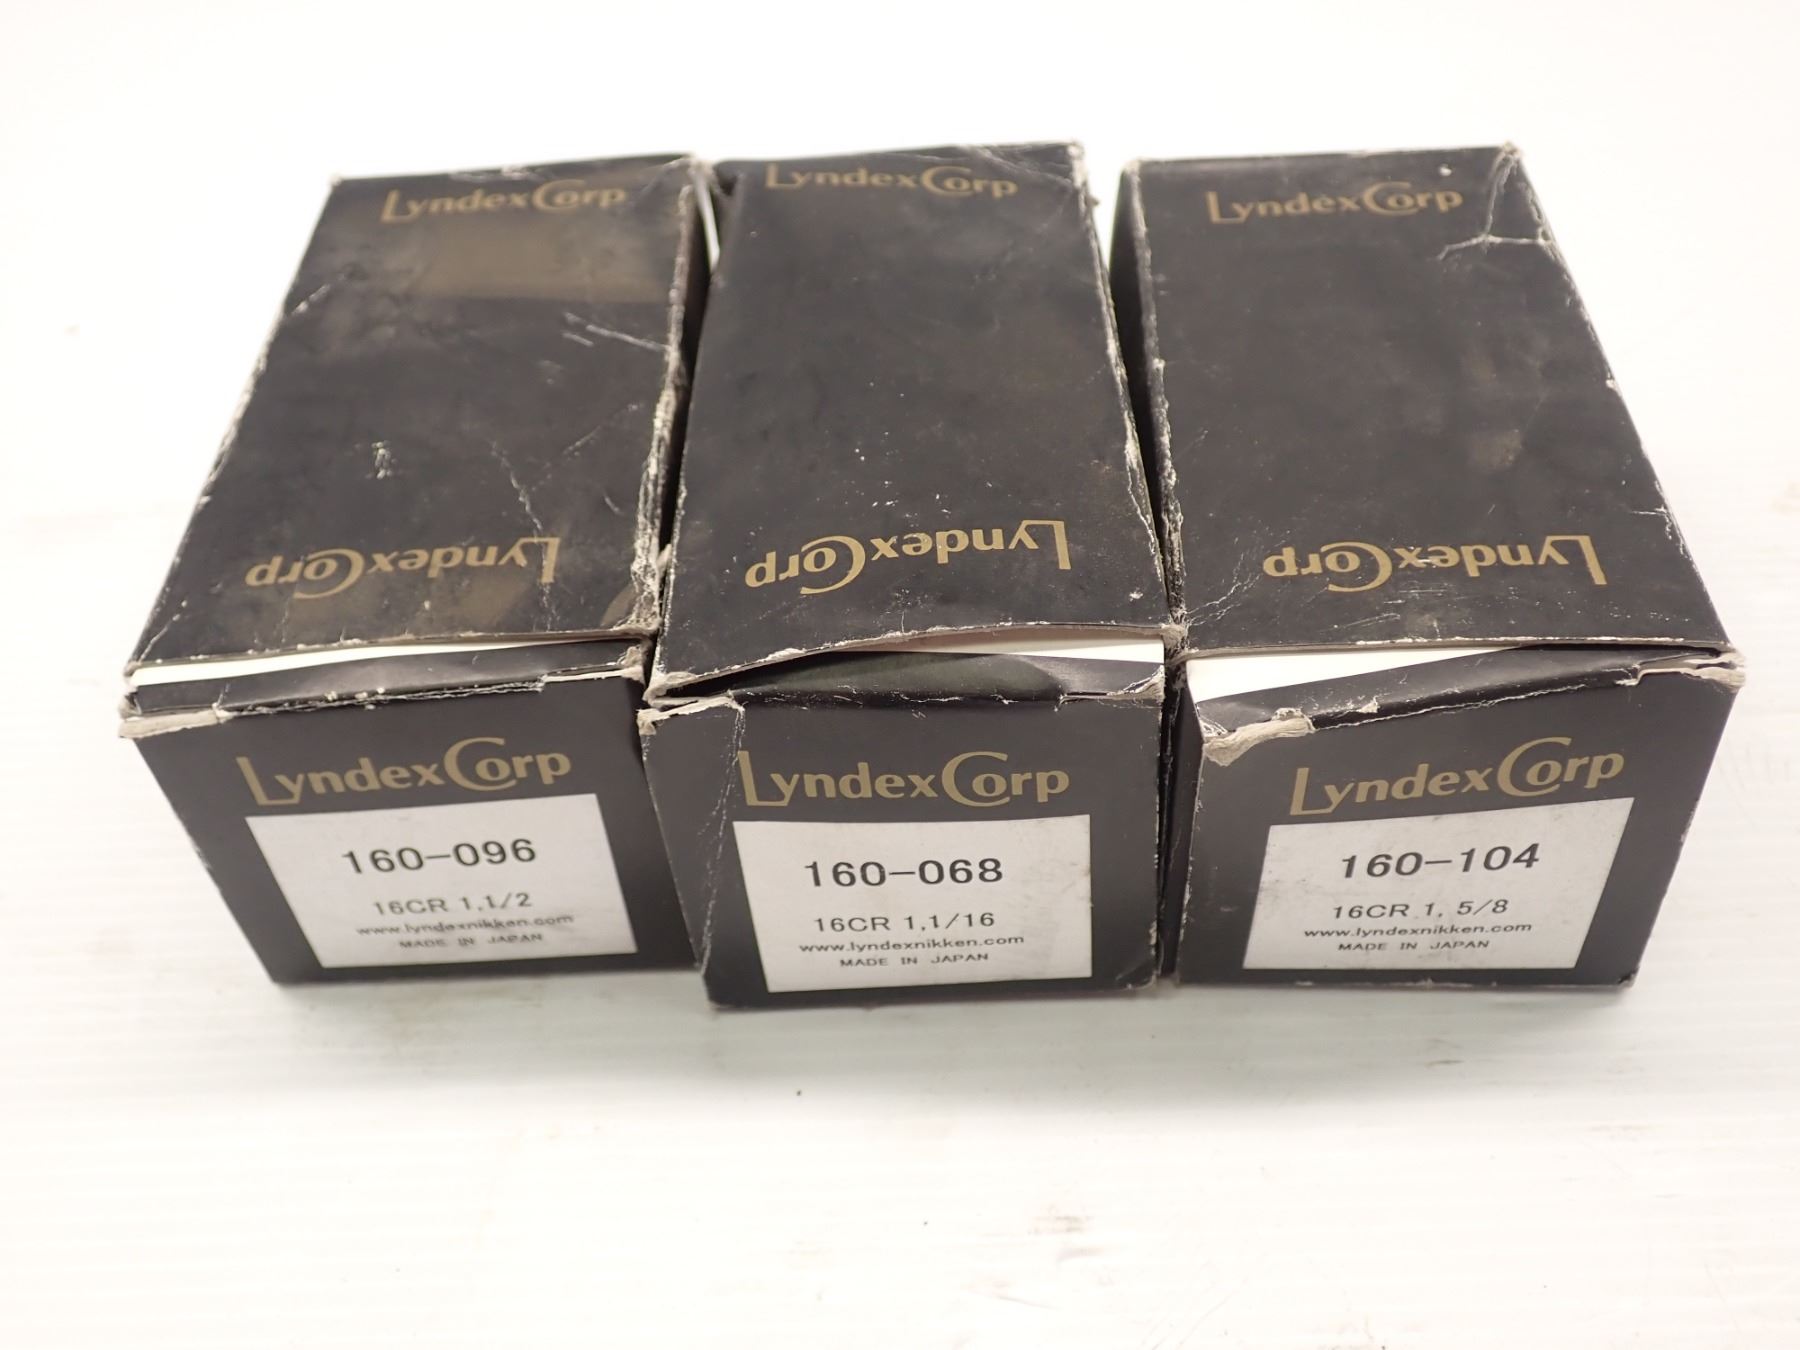 LyndexCorp
LyndexCorp
LyndexCorp
160-096
16CR 1,1/2
www.lyndexnikken.com
MADE IN JAPAN
LyndexCorp
LyndexCorp
LyndexCorp
160-068
16CR 1,1/16
www.lyndexnikken.com
MADE IN JAPAN
LyndexCorp
LyndexCorp
LyndexCorp
160-104
16CR 1, 5/8
www.lyndexnikken.com
MADE IN JAPAN